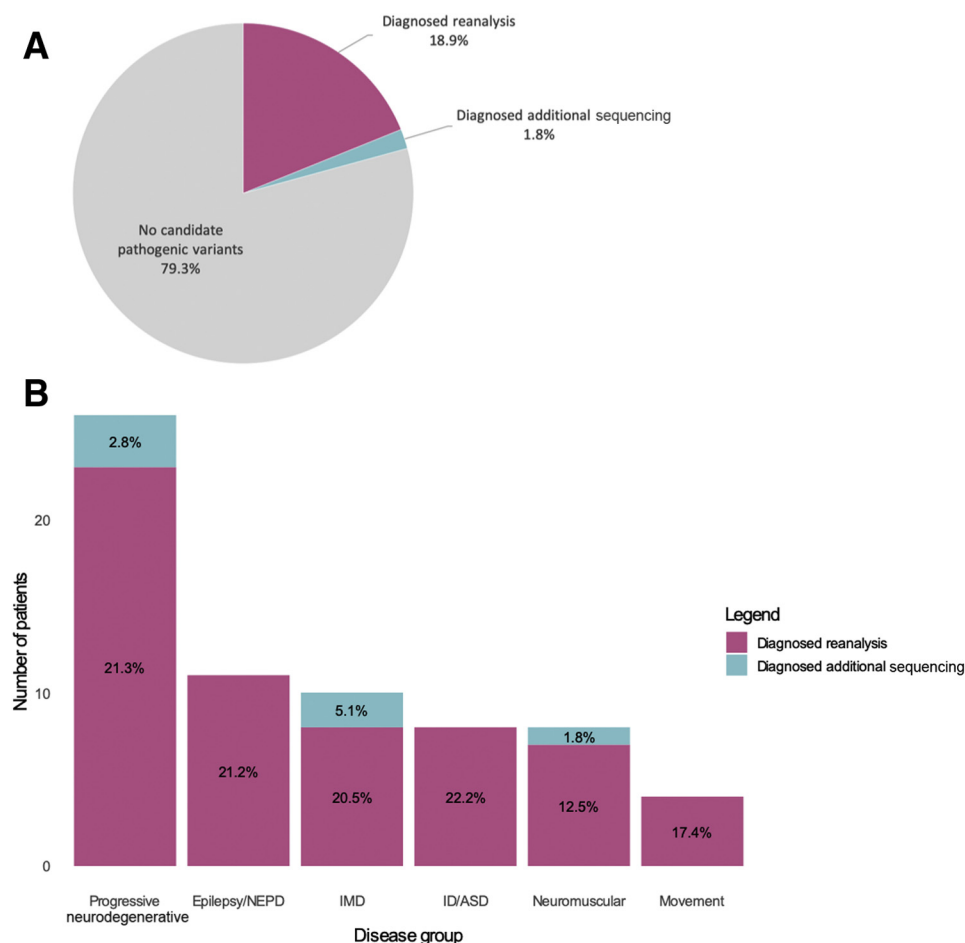 A
Diagnosed reanalysis
18.9%
Diagnosed additional sequencing
1.8%
No candidate
pathogenic variants
79.3%
B
Number of patients
20
10
0
2.8%
21.3%
21.2%
5.1%
20.5%
22.2%
1.8%
12.5%
17.4%
Legend
Diagnosed reanalysis
Diagnosed additional sequencing
Progressive
neurodegenerative
Epilepsy/NEPD
IMD
ID/ASD
Neuromuscular
Movement
Disease group